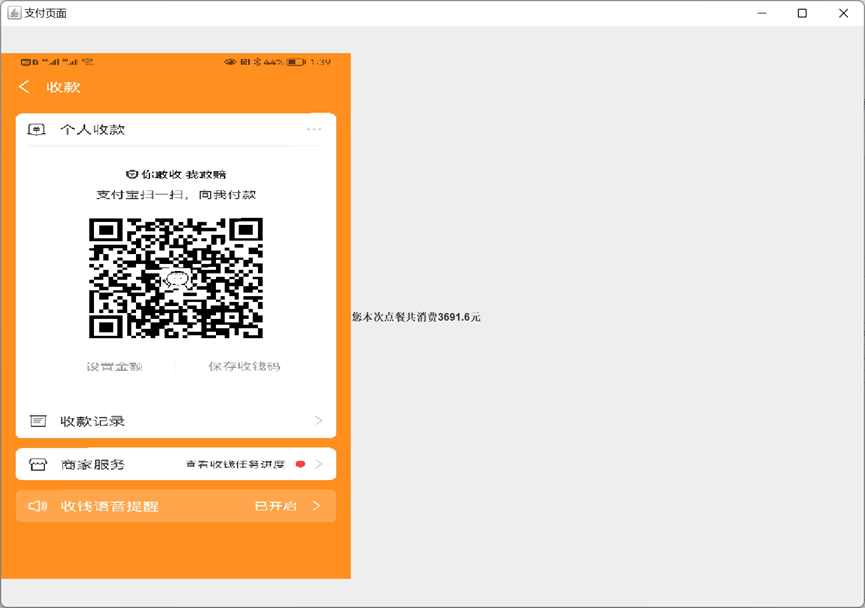 支付页面
44% 1:39
收款
个人收款
你敢收 我敢赔
支付宝扫一扫，向我付款
设置金额
保存收钱码
您本次点餐共消费3691.6元
收款记录
商家服务 查看收钱任务进度
收钱语音提醒 已开启